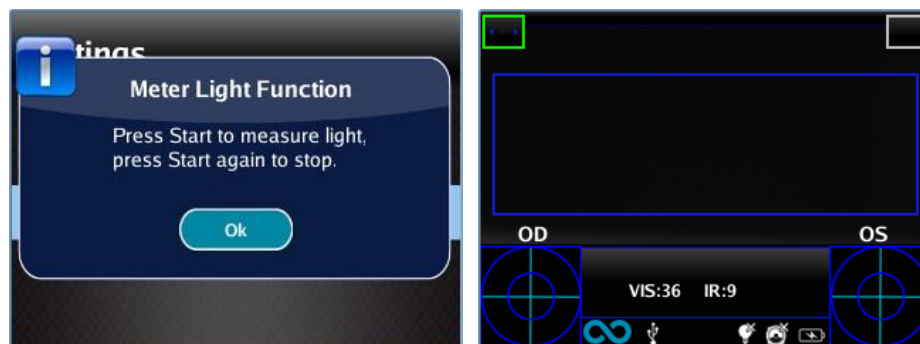 tings
Meter Light Function
Press Start to measure light,
press Start again to stop.
Ok
OD
OS
VIS:36 IR:9